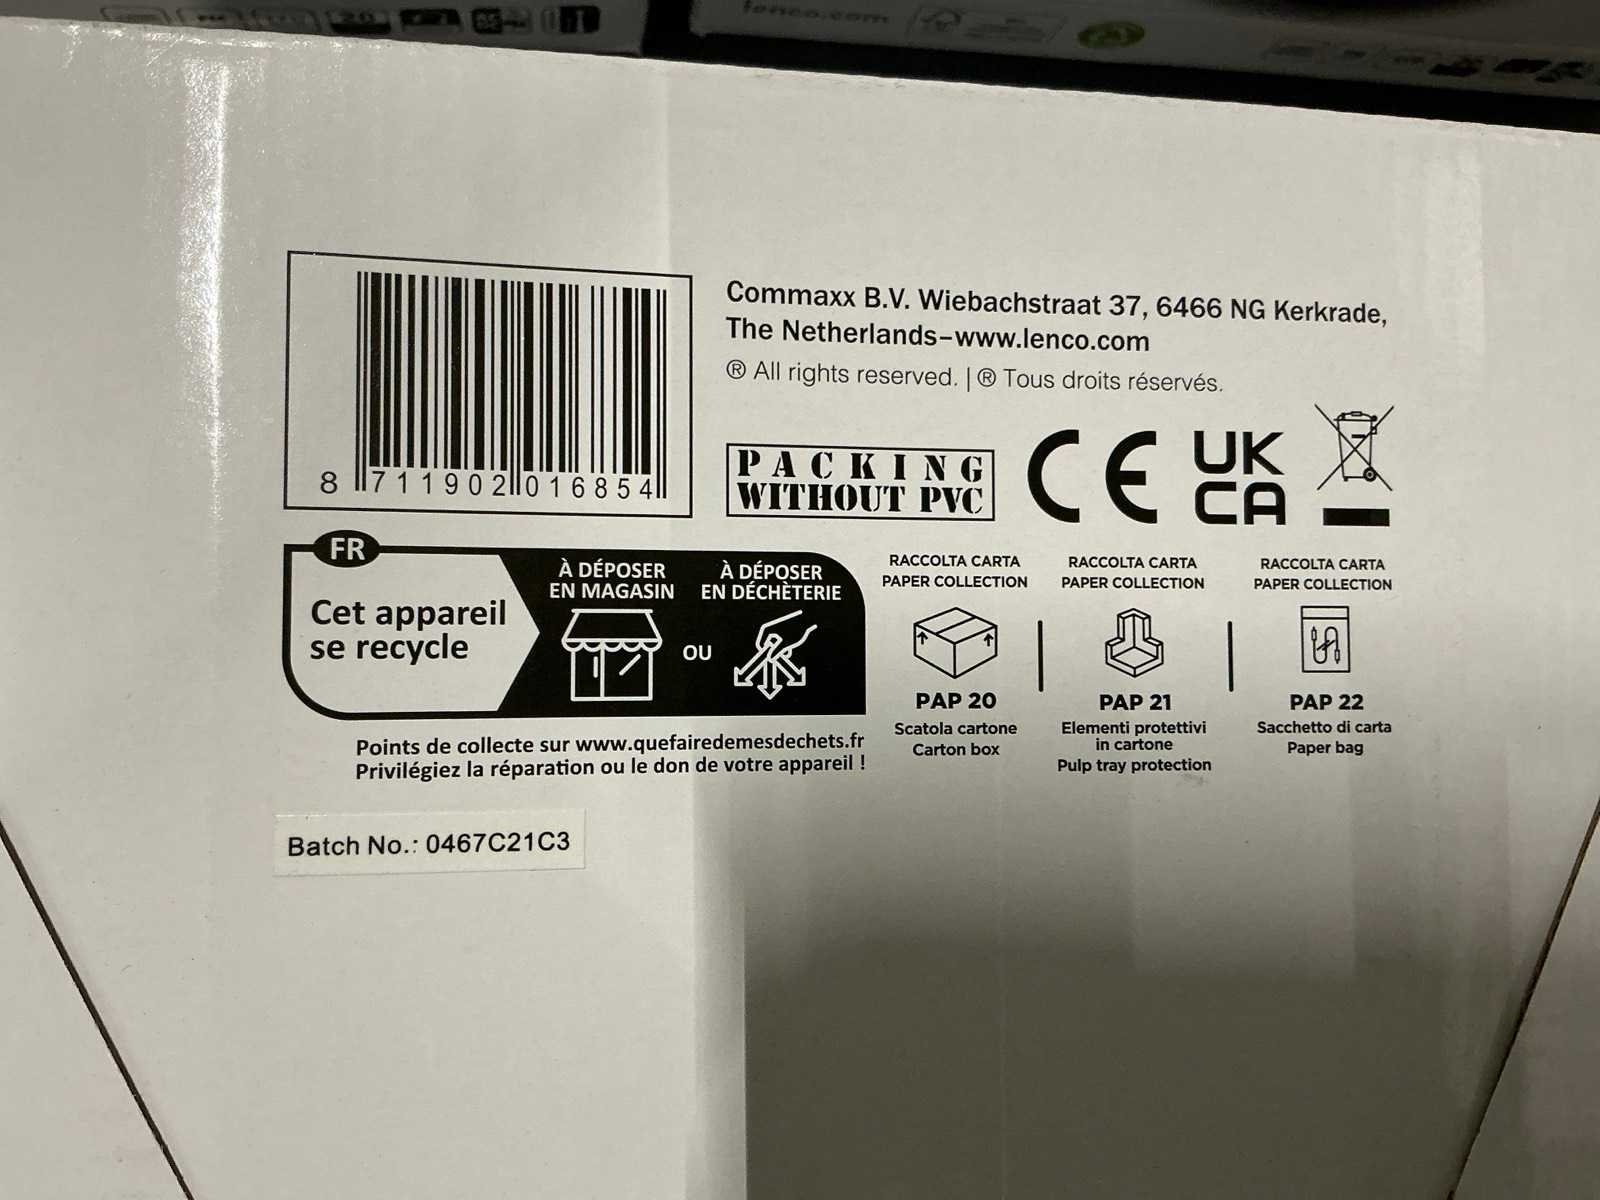 lenco.com
Commaxx B.V. Wiebachstraat 37, 6466 NG Kerkrade,
The Netherlands–www.lenco.com
® All rights reserved. | ® Tous droits réservés.
8 711902 016854
PACKING
WITHOUT PVC
CE
UK
CA
FR
Cet appareil
se recycle
À DÉPOSER
EN MAGASIN
OU
À DÉPOSER
EN DÉCHÈTERIE
Points de collecte sur www.quefairedemesdechets.fr
Privilégiez la réparation ou le don de votre appareil !
RACCOLTA CARTA
PAPER COLLECTION
PAP 20
Scatola cartone
Carton box
RACCOLTA CARTA
PAPER COLLECTION
PAP 21
Elementi protettivi
in cartone
Pulp tray protection
RACCOLTA CARTA
PAPER COLLECTION
PAP 22
Sacchetto di carta
Paper bag
Batch No.: 0467C21C3